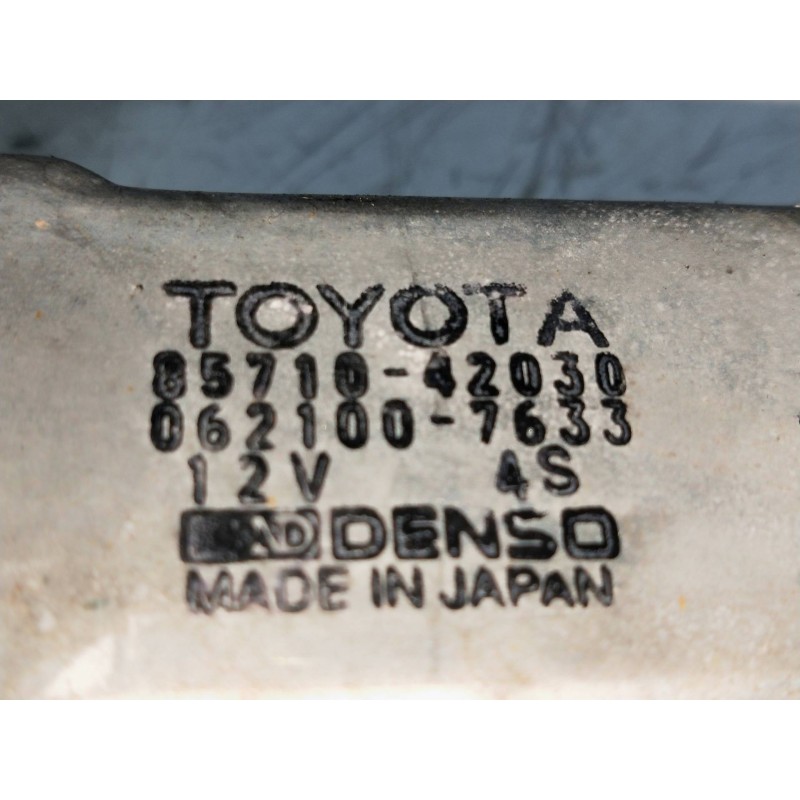 TOYOTA
85710-42030
062100-7633
12V 4S
DENSO
MADE IN JAPAN